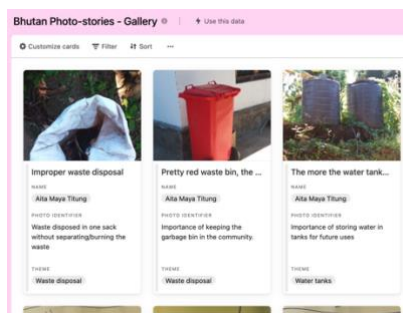 Bhutan Photo-stories - Gallery
Use this data
Customize cards
Filter
Sort
Improper waste disposal
NAME
Aita Maya Titung
PHOTO IDENTIFIER
Waste disposed in one sack
without separating/burning the
waste
THEME
Waste disposal
Pretty red waste bin, the ...
NAME
Aita Maya Titung
PHOTO IDENTIFIER
Importance of keeping the
garbage bin in the community.
THEME
Waste disposal
The more the water tank...
NAME
Aita Maya Titung
PHOTO IDENTIFIER
Importance of storing water in
tanks for future uses
THEME
Water tanks